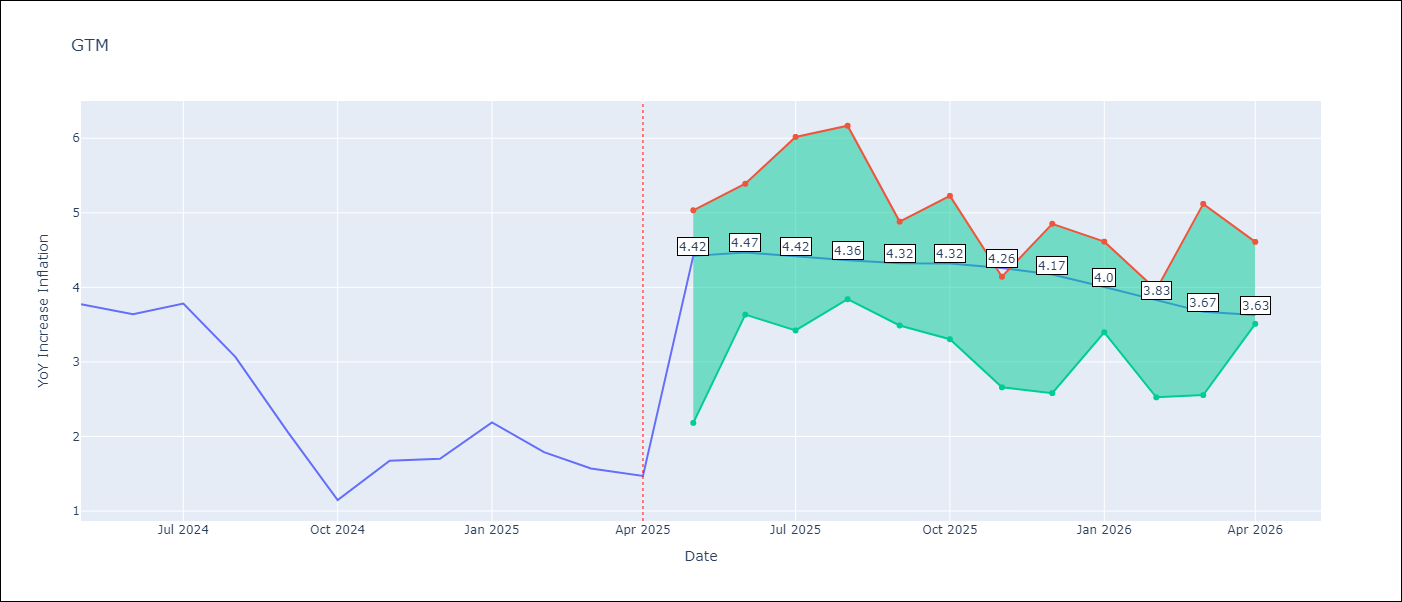 GTM
YoY Increase Inflation
6
5
4
3
2
1
4.42
4.47
4.42
4.36
4.32
4.32
4.26
4.17
4.0
3.83
3.67
3.63
Jul 2024
Oct 2024
Jan 2025
Apr 2025
Jul 2025
Oct 2025
Jan 2026
Apr 2026
Date